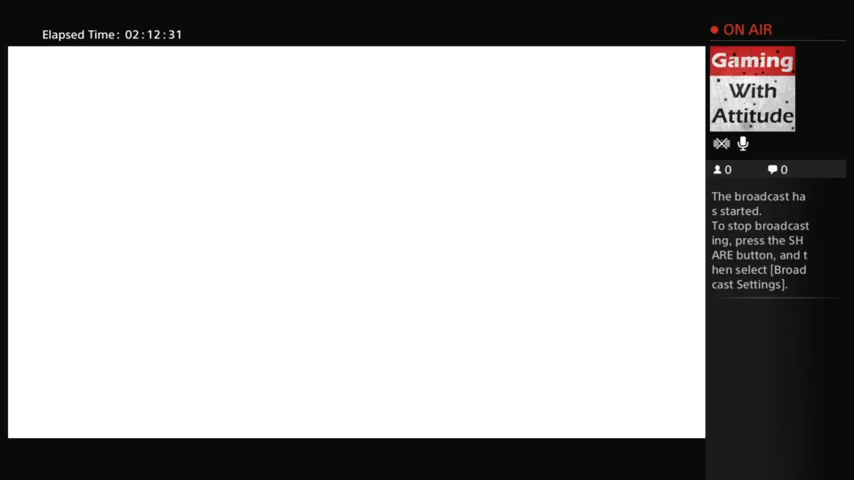 Elapsed Time: 02:12:31
ON AIR
Gaming
With
Attitude
0 0
The broadcast ha
s started.
To stop broadcast
ing, press the SH
ARE button, and t
hen select [Broad
cast Settings].